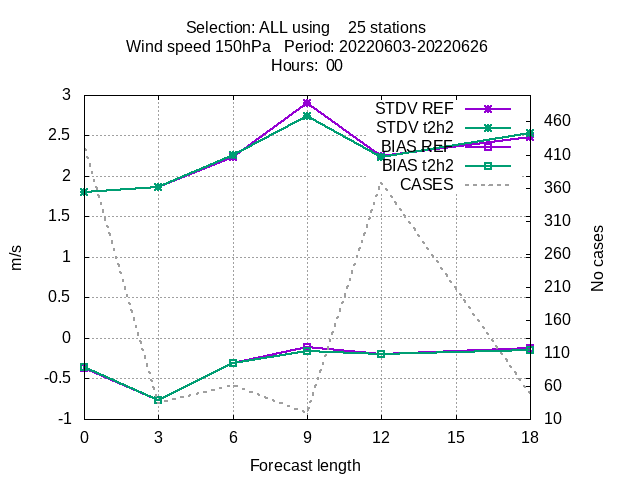 Selection: ALL using    25 stations
Wind speed 150hPa   Period: 20220603-20220626
Hours:  00
STDV REF
STDV t2h2
BIAS REF
BIAS t2h2
CASES
3
2.5
2
1.5
1
0.5
0
-0.5
-1
460
410
360
310
260
210
160
110
60
10
m/s
No cases
0 3 6 9 12 15 18
Forecast length